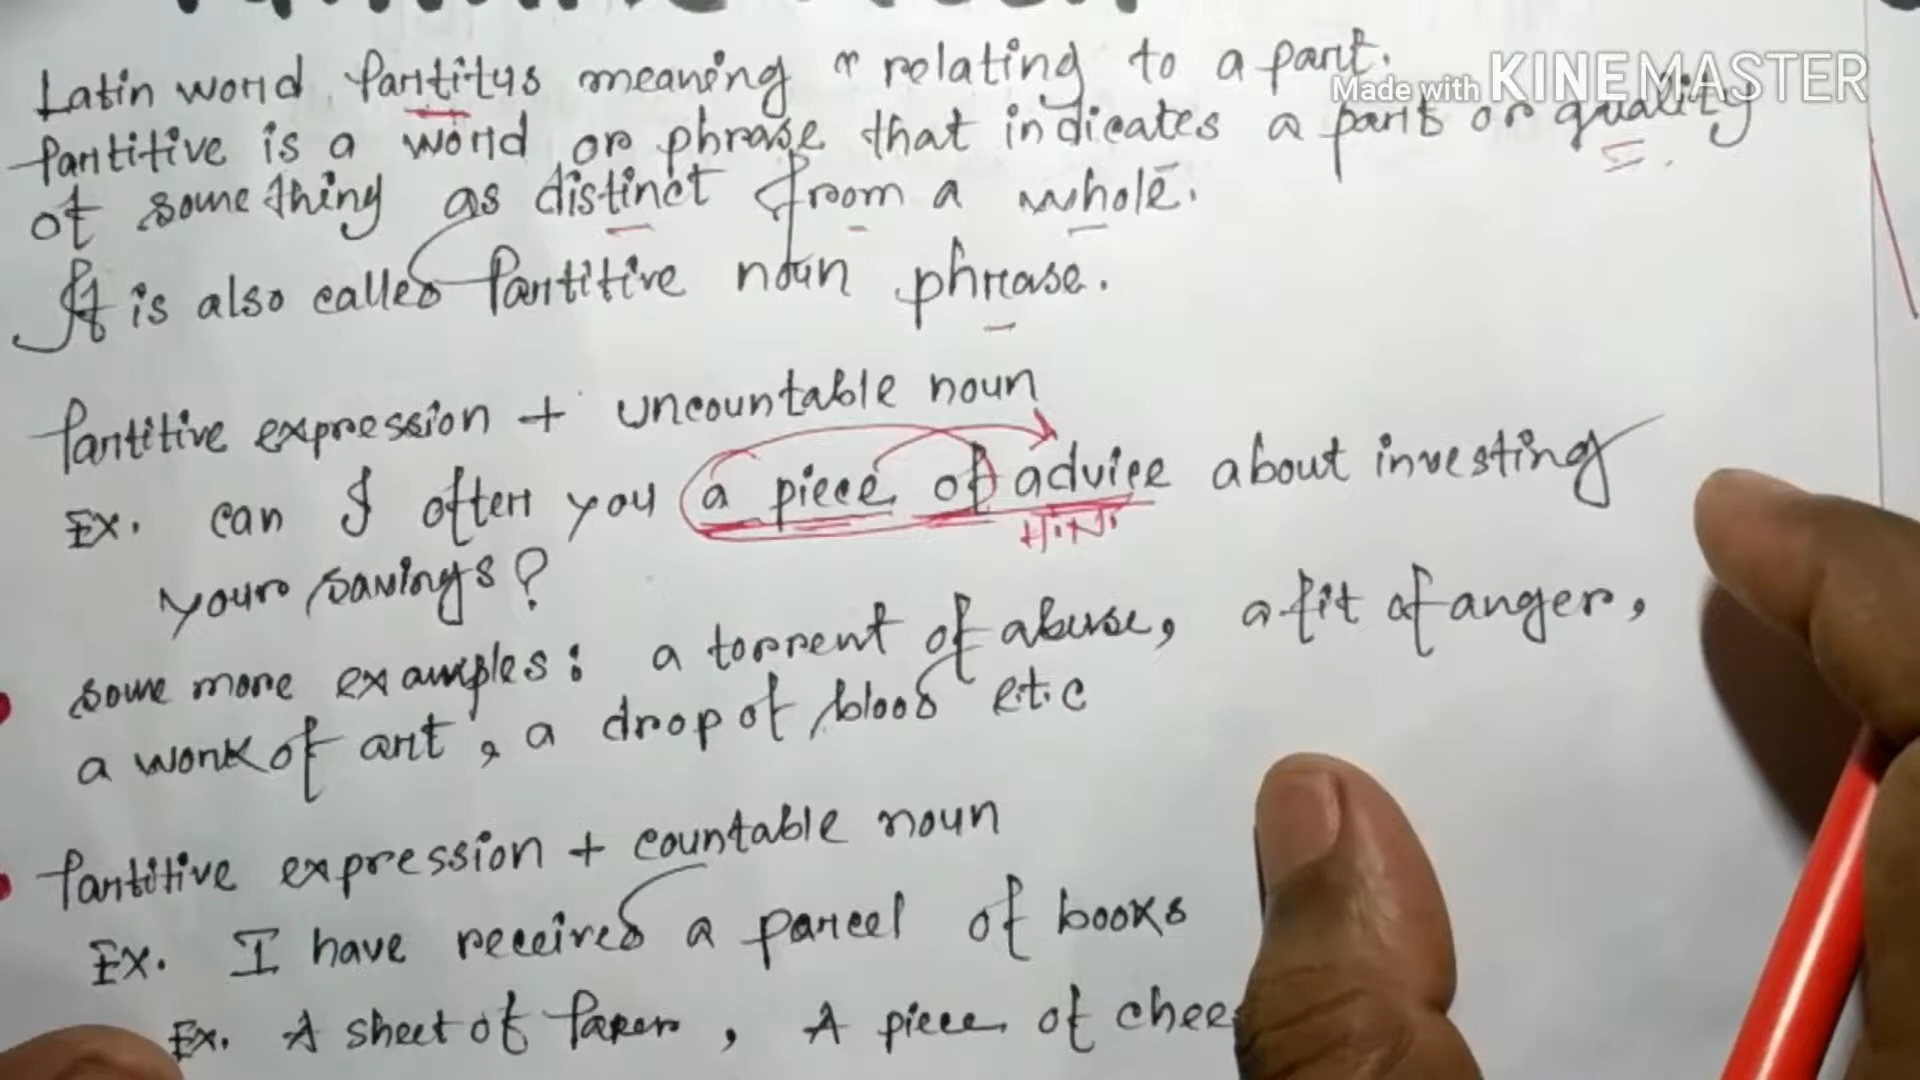 Latin word Partitus meaning " relating to a part.
Made with KINEMASTER
Partitive is a word or phrase that indicates a part or quality
of something as distinct from a whole.
It is also called Partitive noun phrase.
Partitive expression + uncountable noun
Ex. can I offer you a piece of advice about investing
H.N.
your savings?
some more examples: a torrent of abuse, a fit of anger,
a work of art, a drop of blood e.t.c
Partitive expression + countable noun
Ex. I have received a parcel of books
Ex. A sheet of Paper, A piece of chee